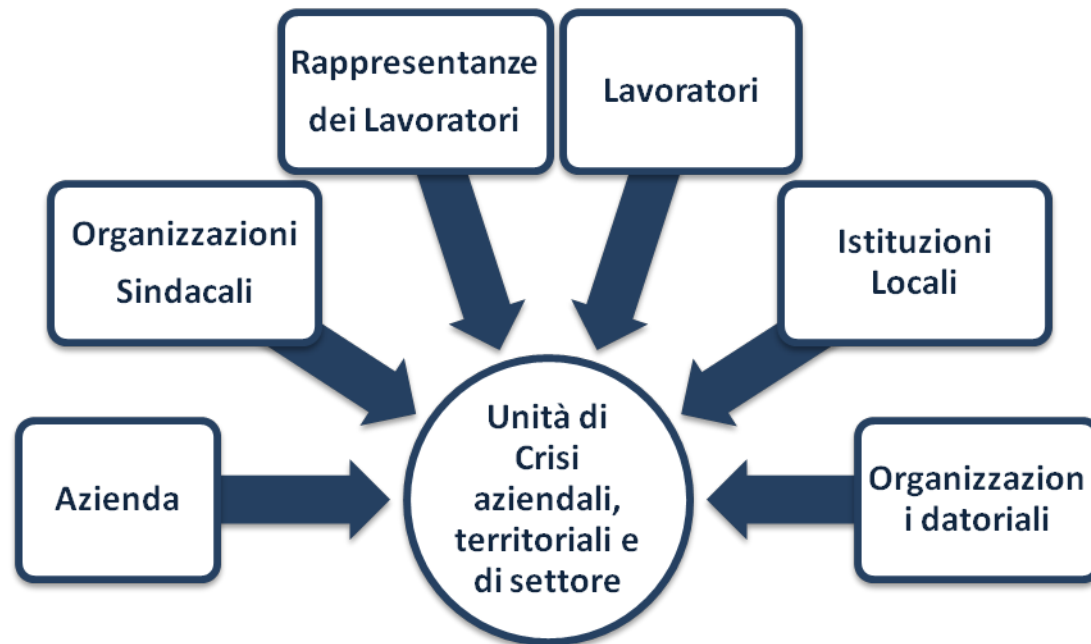 Rappresentanze
dei Lavoratori
Lavoratori
Organizzazioni
Sindacali
Istituzioni
Locali
Azienda
Unità di
Crisi
aziendali,
territoriali e
di settore
Organizzazion
i datoriali